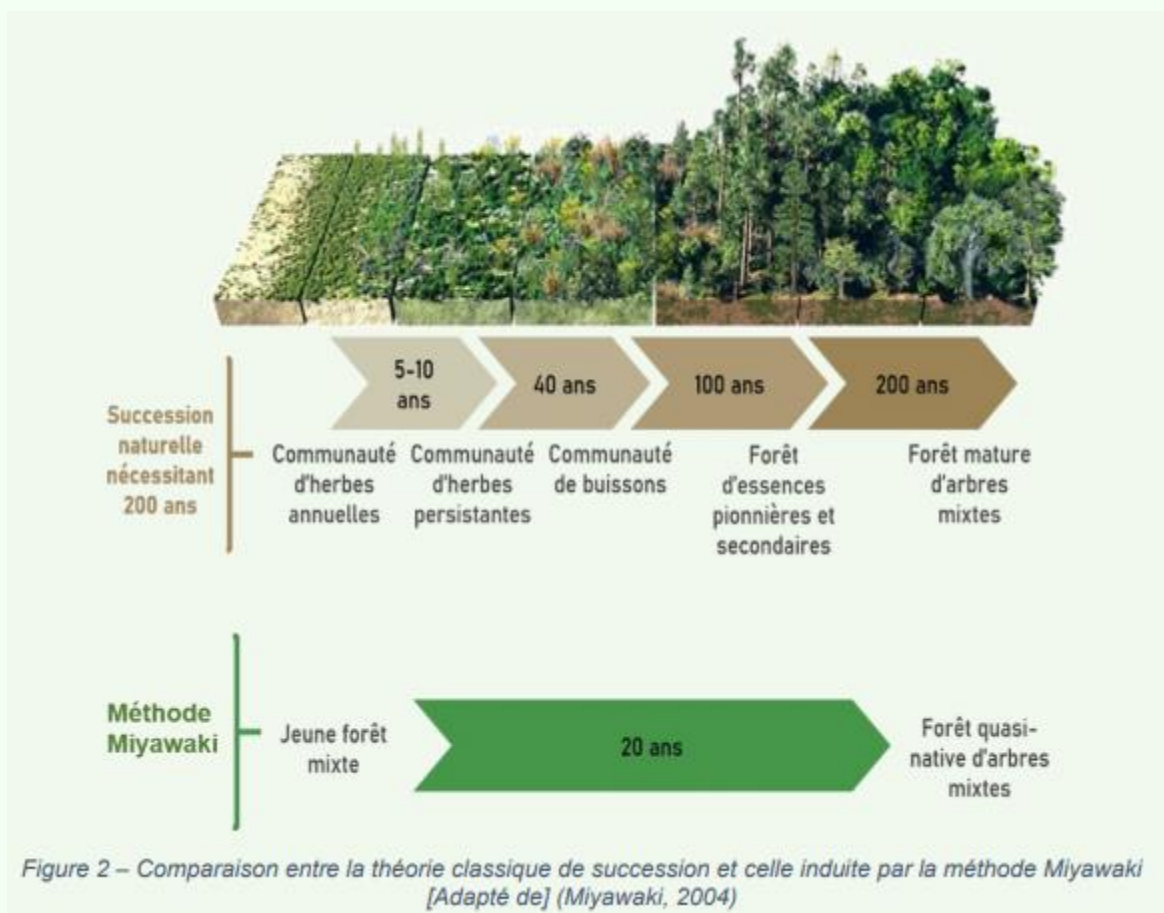 5-10
ans
40 ans
100 ans
200 ans
Succession
naturelle
nécessitant
200 ans
Communauté
d'herbes
annuelles
Communauté
d'herbes
persistantes
Communauté
de buissons
Forêt
d'essences
pionnières et
secondaires
Forêt mature
d'arbres
mixtes
Méthode
Miyawaki
Jeune forêt
mixte
20 ans
Forêt quasi-
native d'arbres
mixtes
Figure 2 – Comparaison entre la théorie classique de succession et celle induite par la méthode Miyawaki
[Adapté de] (Miyawaki, 2004)